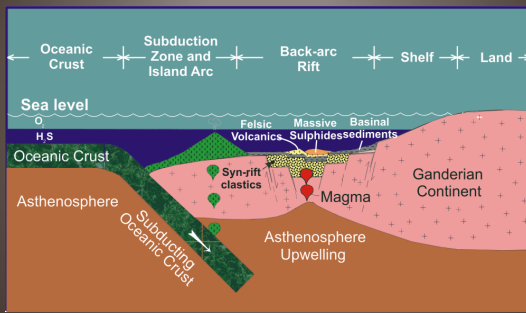 Oceanic
Crust
Subduction
Zone and
Island Arc
Back-arc
Rift
Shelf
Land
Sea level
O₂
H₂S
Felsic
Volcanics
Massive
Sulphides
Basinal
sediments
Oceanic Crust
Syn-rift
clastics
Ganderian
Continent
Magma
Asthenosphere
Subducting
Oceanic Crust
Asthenosphere
Upwelling